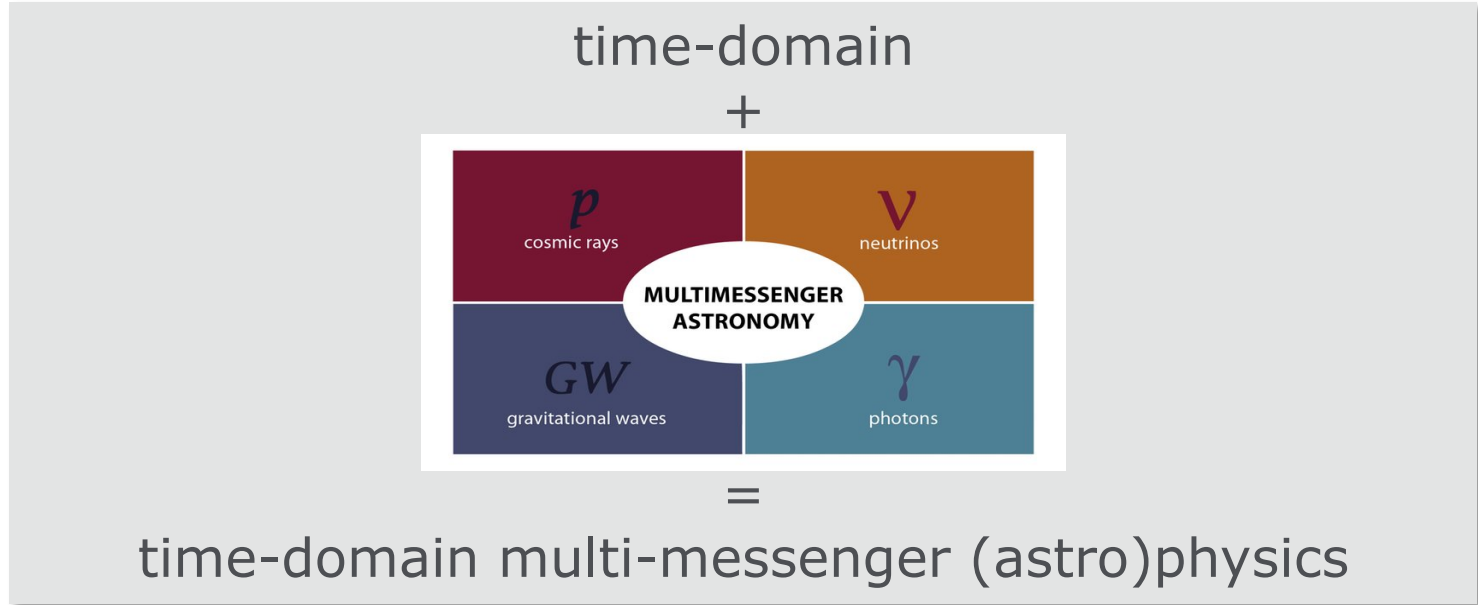 time-domain
+
p
cosmic rays
ν
neutrinos
MULTIMESSENGER
ASTRONOMY
GW
gravitational waves
γ
photons
=
time-domain multi-messenger (astro)physics